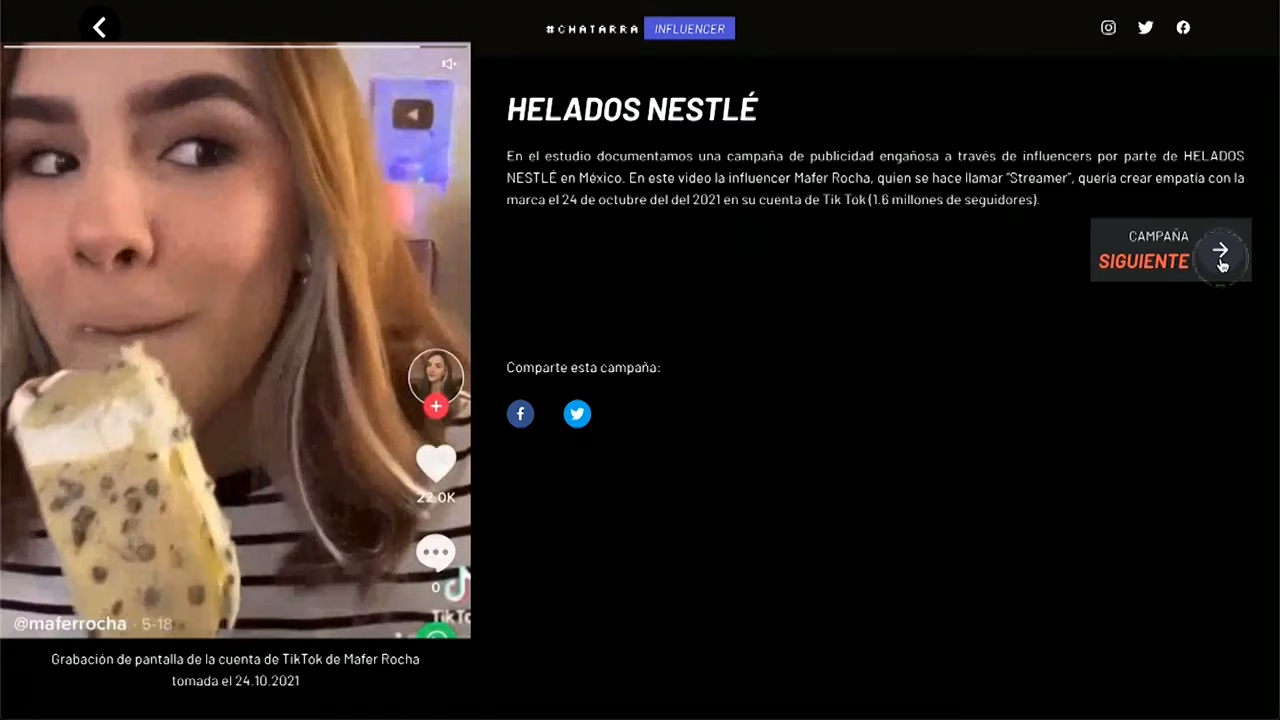 #CHATARRA INFLUENCER
HELADOS NESTLÉ
En el estudio documentamos una campaña de publicidad engañosa a través de influencers por parte de HELADOS
NESTLÉ en México. En este video la influencer Mafer Rocha, quien se hace llamar "Streamer", quería crear empatía con la
marca el 24 de octubre del del 2021 en su cuenta de Tik Tok (1.6 millones de seguidores).
CAMPAÑA
SIGUIENTE
Comparte esta campaña:
22.0K
0
TikTo
@maferrocha · 5-18
Grabación de pantalla de la cuenta de TikTok de Mafer Rocha
tomada el 24.10.2021